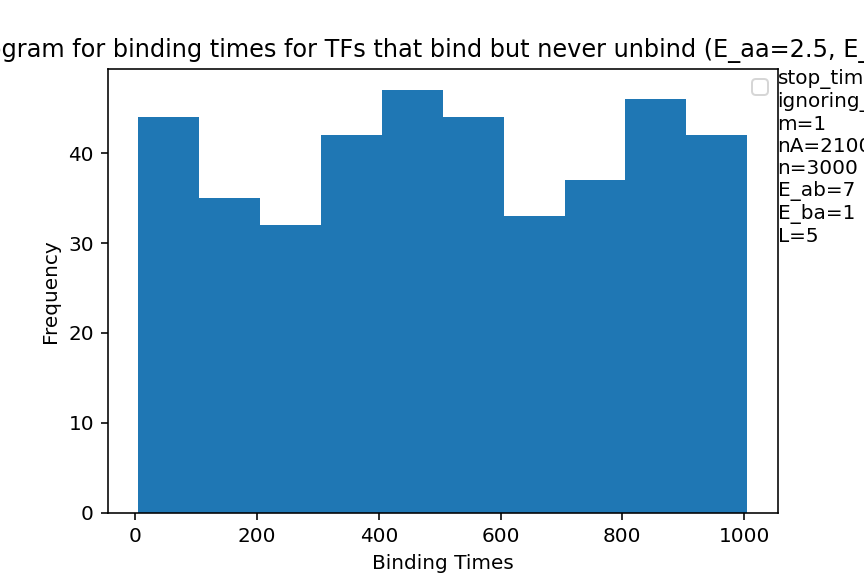 gram for binding times for TFs that bind but never unbind (E_aa=2.5, E_
stop_tim
ignoring_
m=1
nA=2100
n=3000
E_ab=7
E_ba=1
L=5
Frequency
40
30
20
10
0
0 200 400 600 800 1000
Binding Times